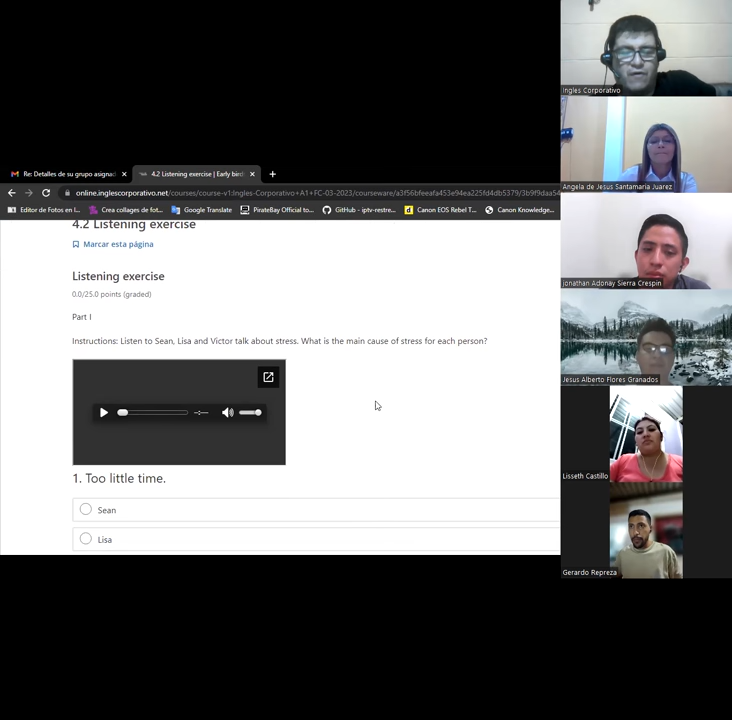 Re: Detalles de su grupo asignad
4.2 Listening exercise | Early bird
online.inglescorporativo.net/courses/course-v1:Ingles-Corporativo+A1+FC-03-2023/courseware/a3f56bfeeafa453e94ea225fd4db5379/3b9f9daa54
Editor de Fotos en l...
Crea collages de fot...
Google Translate
PirateBay Official to...
GitHub - iptv-restre...
Canon EOS Rebel T...
Canon Knowledge...
4.2 Listening exercise
Marcar esta página
Listening exercise
0.0/25.0 points (graded)
Part I
Instructions: Listen to Sean, Lisa and Victor talk about stress. What is the main cause of stress for each person?
1. Too little time.
Sean
Lisa
Ingles Corporativo
Angela de Jesus Santamaria Juarez
jonathan Adonay Sierra Crespin
Jesus Alberto Flores Granados
Lisseth Castillo
Gerardo Repreza